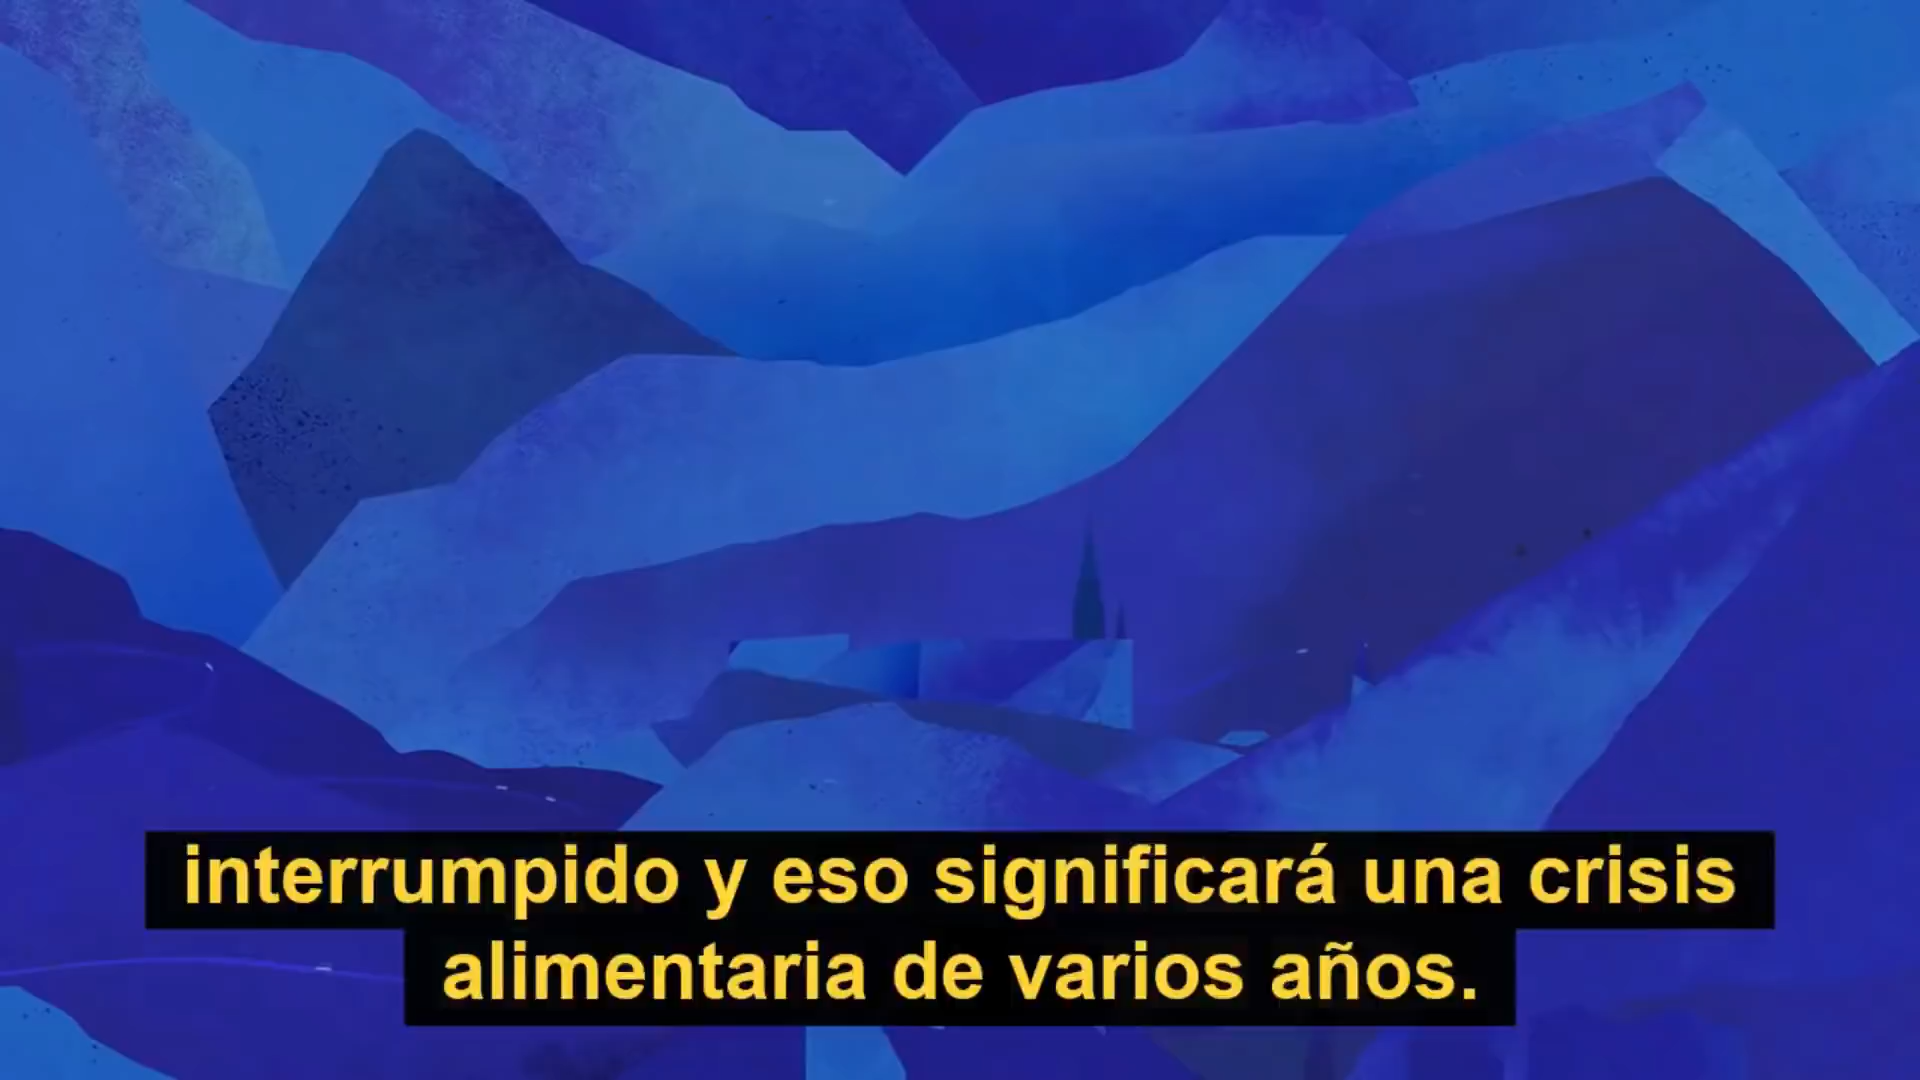 interrumpido y eso significará una crisis
alimentaria de varios años.